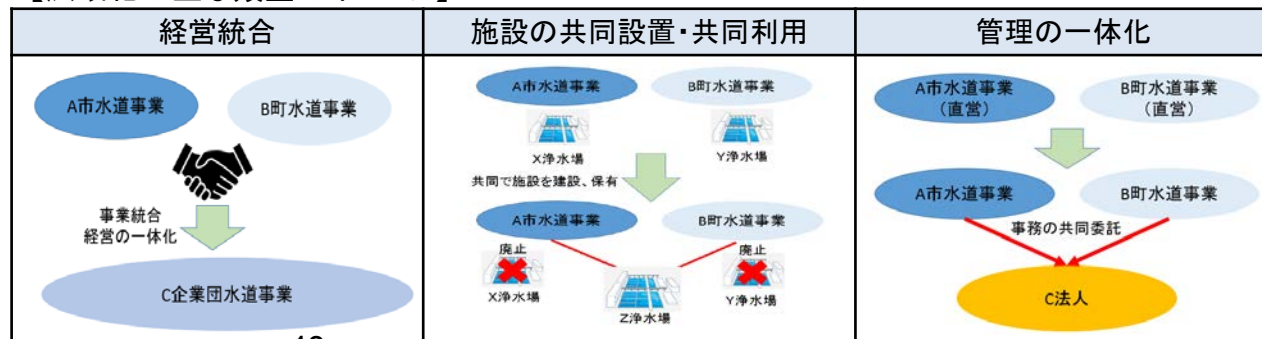 経営統合
施設の共同設置・共同利用
管理の一体化
A市水道事業
B町水道事業
事業統合
経営の一体化
C企業団水道事業
A市水道事業
B町水道事業
X浄水場
Y浄水場
共同で施設を建設、保有
A市水道事業
B町水道事業
廃止
廃止
X浄水場
Y浄水場
Z浄水場
A市水道事業
(直営)
B町水道事業
(直営)
A市水道事業
B町水道事業
事務の共同委託
C法人